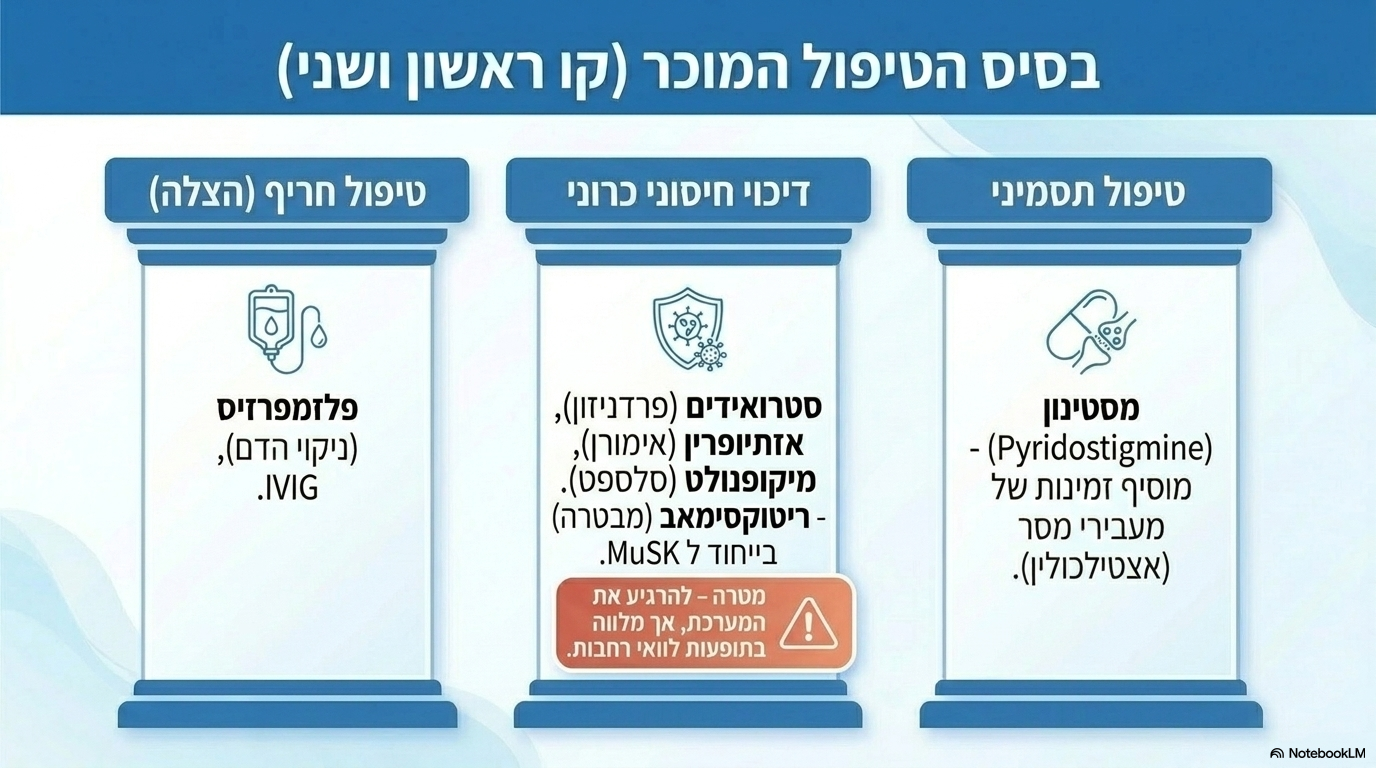 בסיס הטיפול המוכר (קו ראשון ושני)
טיפול תסמיני
מסטינון
(Pyridostigmine) -
מוסיף זמינות של
מעבירי מסר
(אצטילכולין).
דיכוי חיסוני כרוני
סטרואידים (פרדניזון),
אזתיופרין (אימורן),
מיקופנולט (סלספט).
- ריטוקסימאב (מבטרה)
בייחוד ל MuSK.
מטרה – להרגיע את
המערכת, אך מלווה
בתופעות לוואי רחבות.
טיפול חריף (הצלה)
פלזמפרזיס
(ניקוי הדם),
IVIG.
NotebookLM